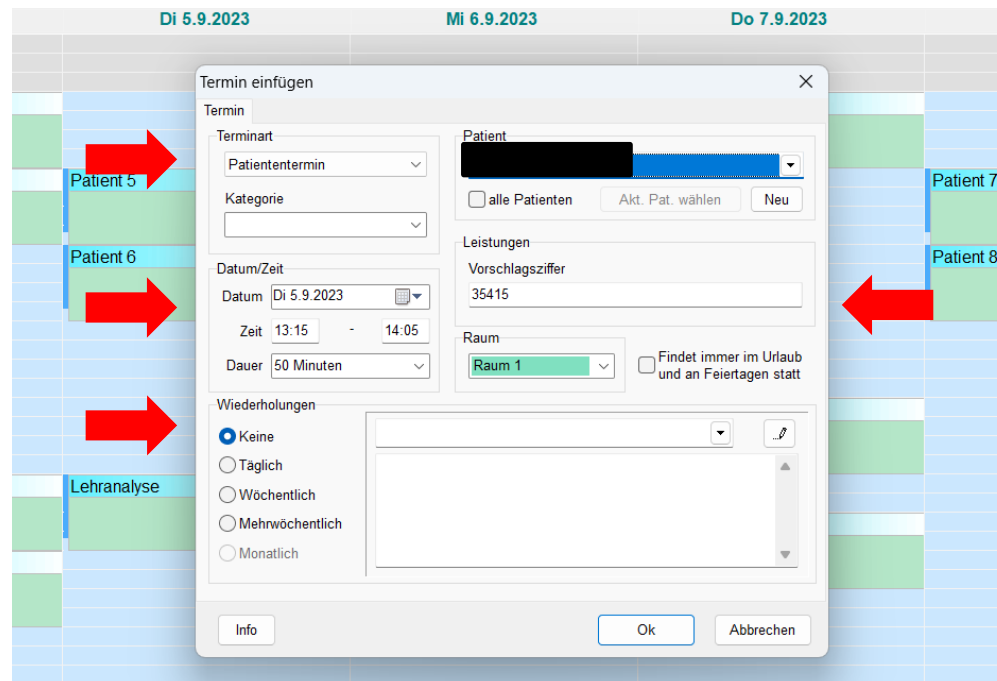 Di 5.9.2023 Mi 6.9.2023 Do 7.9.2023
Termin einfügen
Termin
Terminart
Patiententermin
Kategorie
Patient
alle Patienten Akt. Pat. wählen Neu
Datum/Zeit
Datum Di 5.9.2023
Zeit 13:15 - 14:05
Dauer 50 Minuten
Leistungen
Vorschlagsziffer
35415
Raum
Raum 1
Findet immer im Urlaub
und an Feiertagen statt
Wiederholungen
Keine
Täglich
Wöchentlich
Mehrwöchentlich
Monatlich
Info Ok Abbrechen
Patient 5
Patient 6
Lehranalyse
Patient 7
Patient 8